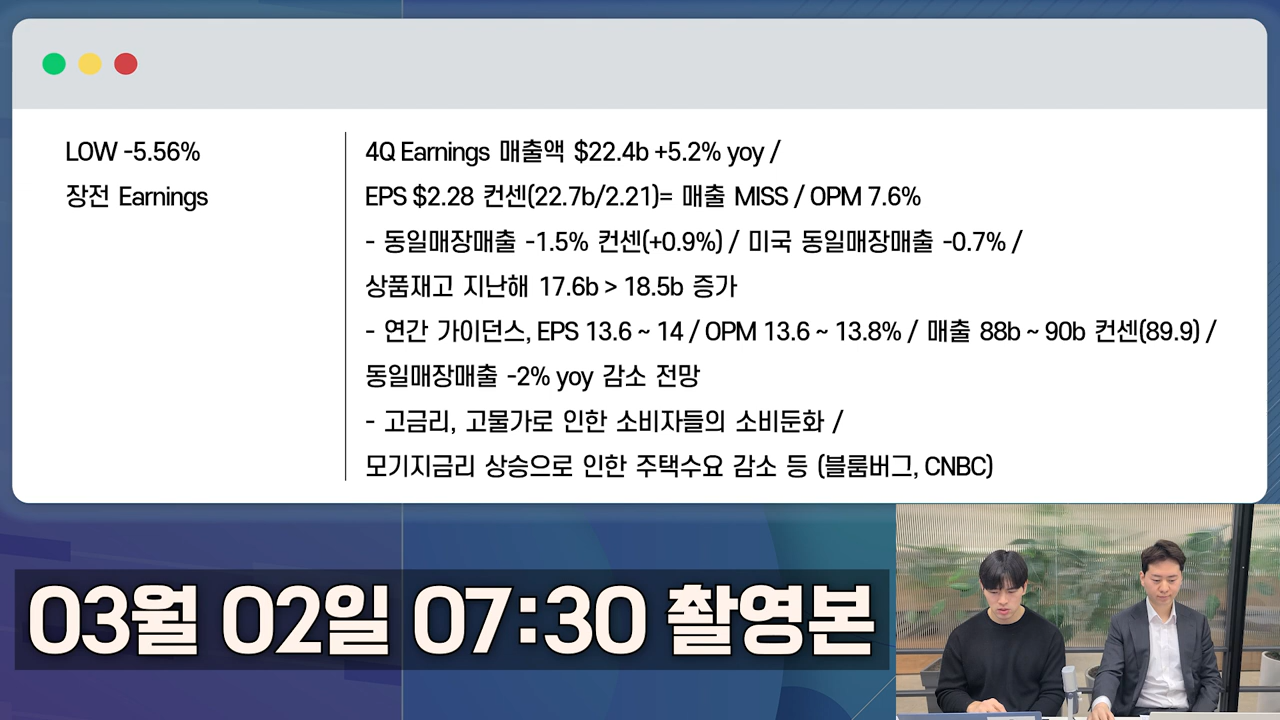 LOW -5.56%
장전 Earnings
4Q Earnings 매출액 $22.4b +5.2% yoy /
EPS $2.28 컨센(22.7b/2.21)= 매출 MISS / OPM 7.6%
- 동일매장매출 -1.5% 컨센(+0.9%) / 미국 동일매장매출 -0.7% /
상품재고 지난해 17.6b > 18.5b 증가
- 연간 가이던스, EPS 13.6 ~ 14 / OPM 13.6 ~ 13.8% / 매출 88b ~ 90b 컨센(89.9) /
동일매장매출 -2% yoy 감소 전망
- 고금리, 고물가로 인한 소비자들의 소비둔화 /
모기지금리 상승으로 인한 주택수요 감소 등 (블룸버그, CNBC)
03월 02일 07:30 촬영본